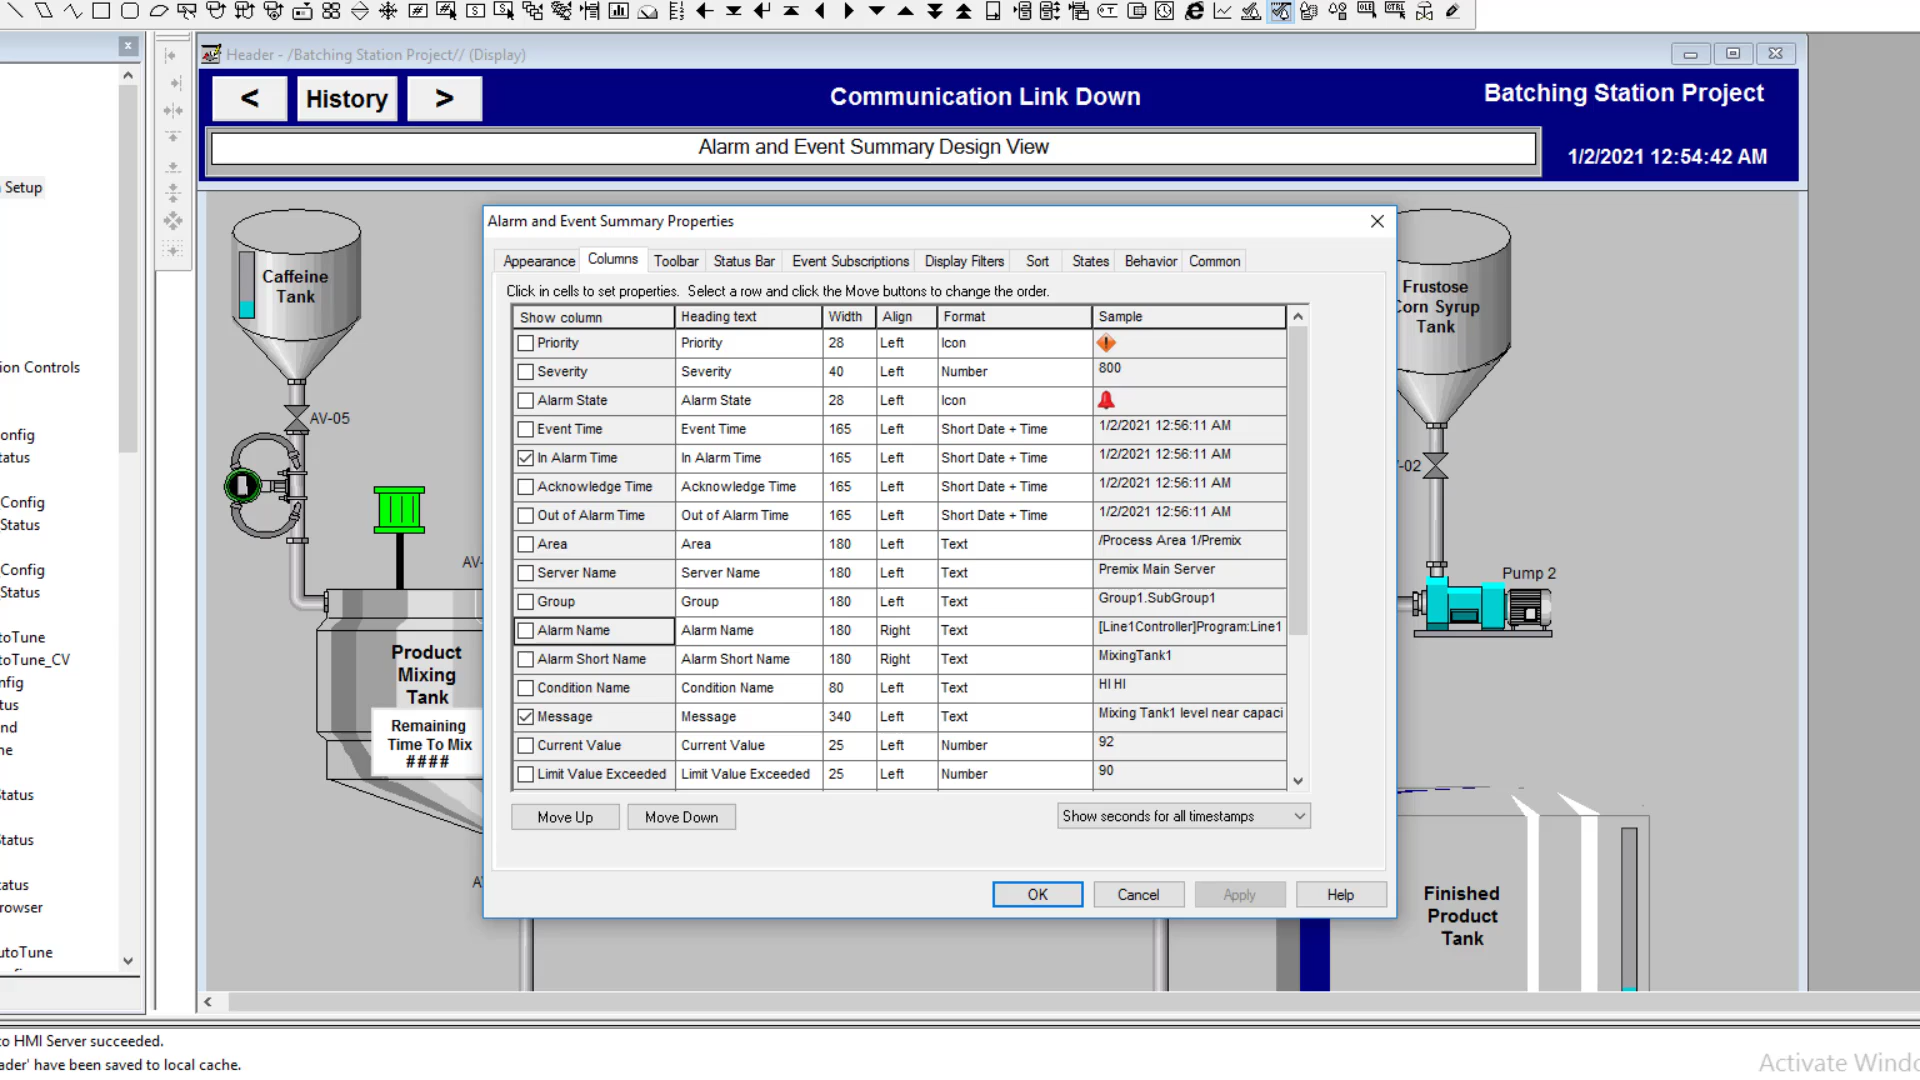 Header - /Batching Station Project// (Display)
< History >
Communication Link Down
Batching Station Project
Alarm and Event Summary Design View
1/2/2021 12:54:42 AM
Setup
ion Controls
onfig
tatus
_Config
Status
_Config
Status
toTune
toTune_CV
nfig
tus
nd
ne
Status
Status
tatus
rowser
utoTune
Caffeine
Tank
AV-05
AV-
Product
Mixing
Tank
Remaining
Time To Mix
####
A
Frustose
Corn Syrup
Tank
-02
Pump 2
Finished
Product
Tank
Alarm and Event Summary Properties
Appearance Columns Toolbar Status Bar Event Subscriptions Display Filters Sort States Behavior Common
Click in cells to set properties. Select a row and click the Move buttons to change the order.
Show column Heading text Width Align Format Sample
Priority Priority 28 Left Icon
Severity Severity 40 Left Number 800
Alarm State Alarm State 28 Left Icon
Event Time Event Time 165 Left Short Date + Time 1/2/2021 12:56:11 AM
In Alarm Time In Alarm Time 165 Left Short Date + Time 1/2/2021 12:56:11 AM
Acknowledge Time Acknowledge Time 165 Left Short Date + Time 1/2/2021 12:56:11 AM
Out of Alarm Time Out of Alarm Time 165 Left Short Date + Time 1/2/2021 12:56:11 AM
Area Area 180 Left Text /Process Area 1/Premix
Server Name Server Name 180 Left Text Premix Main Server
Group Group 180 Left Text Group1.SubGroup1
Alarm Name Alarm Name 180 Right Text [Line1Controller]Program:Line1
Alarm Short Name Alarm Short Name 180 Right Text MixingTank1
Condition Name Condition Name 80 Left Text HI HI
Message Message 340 Left Text Mixing Tank1 level near capaci
Current Value Current Value 25 Left Number 92
Limit Value Exceeded Limit Value Exceeded 25 Left Number 90
Move Up Move Down Show seconds for all timestamps
OK Cancel Apply Help
to HMI Server succeeded.
ader' have been saved to local cache.
Activate Windo